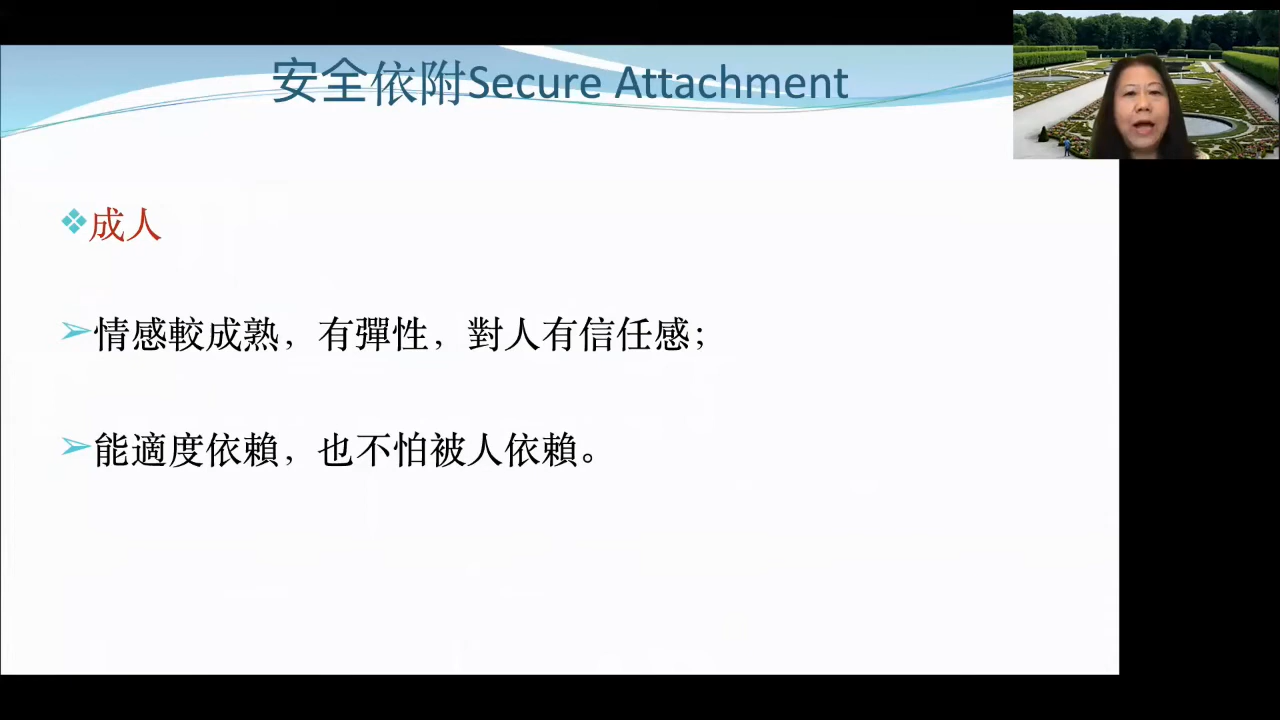 安全依附Secure Attachment
成人
情感較成熟，有彈性，對人有信任感；
能適度依賴，也不怕被人依賴。